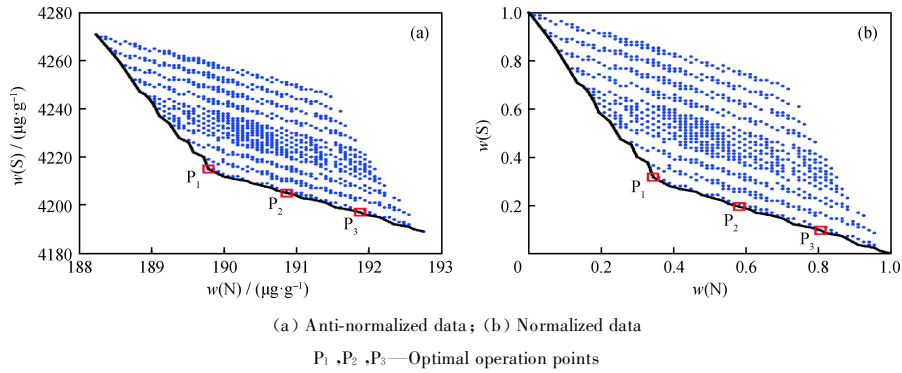 4280
4260
4240
4220
4200
4180
w(S) / (μg·g⁻¹)
(a)
P₁
P₂
P₃
188
189
190
191
192
193
w(N) / (μg·g⁻¹)
1.0
0.8
0.6
0.4
0.2
w(S)
(b)
P₁
P₂
P₃
0
0.2
0.4
0.6
0.8
1.0
w(N)
(a) Anti-normalized data; (b) Normalized data
P₁ ,P₂ ,P₃—Optimal operation points